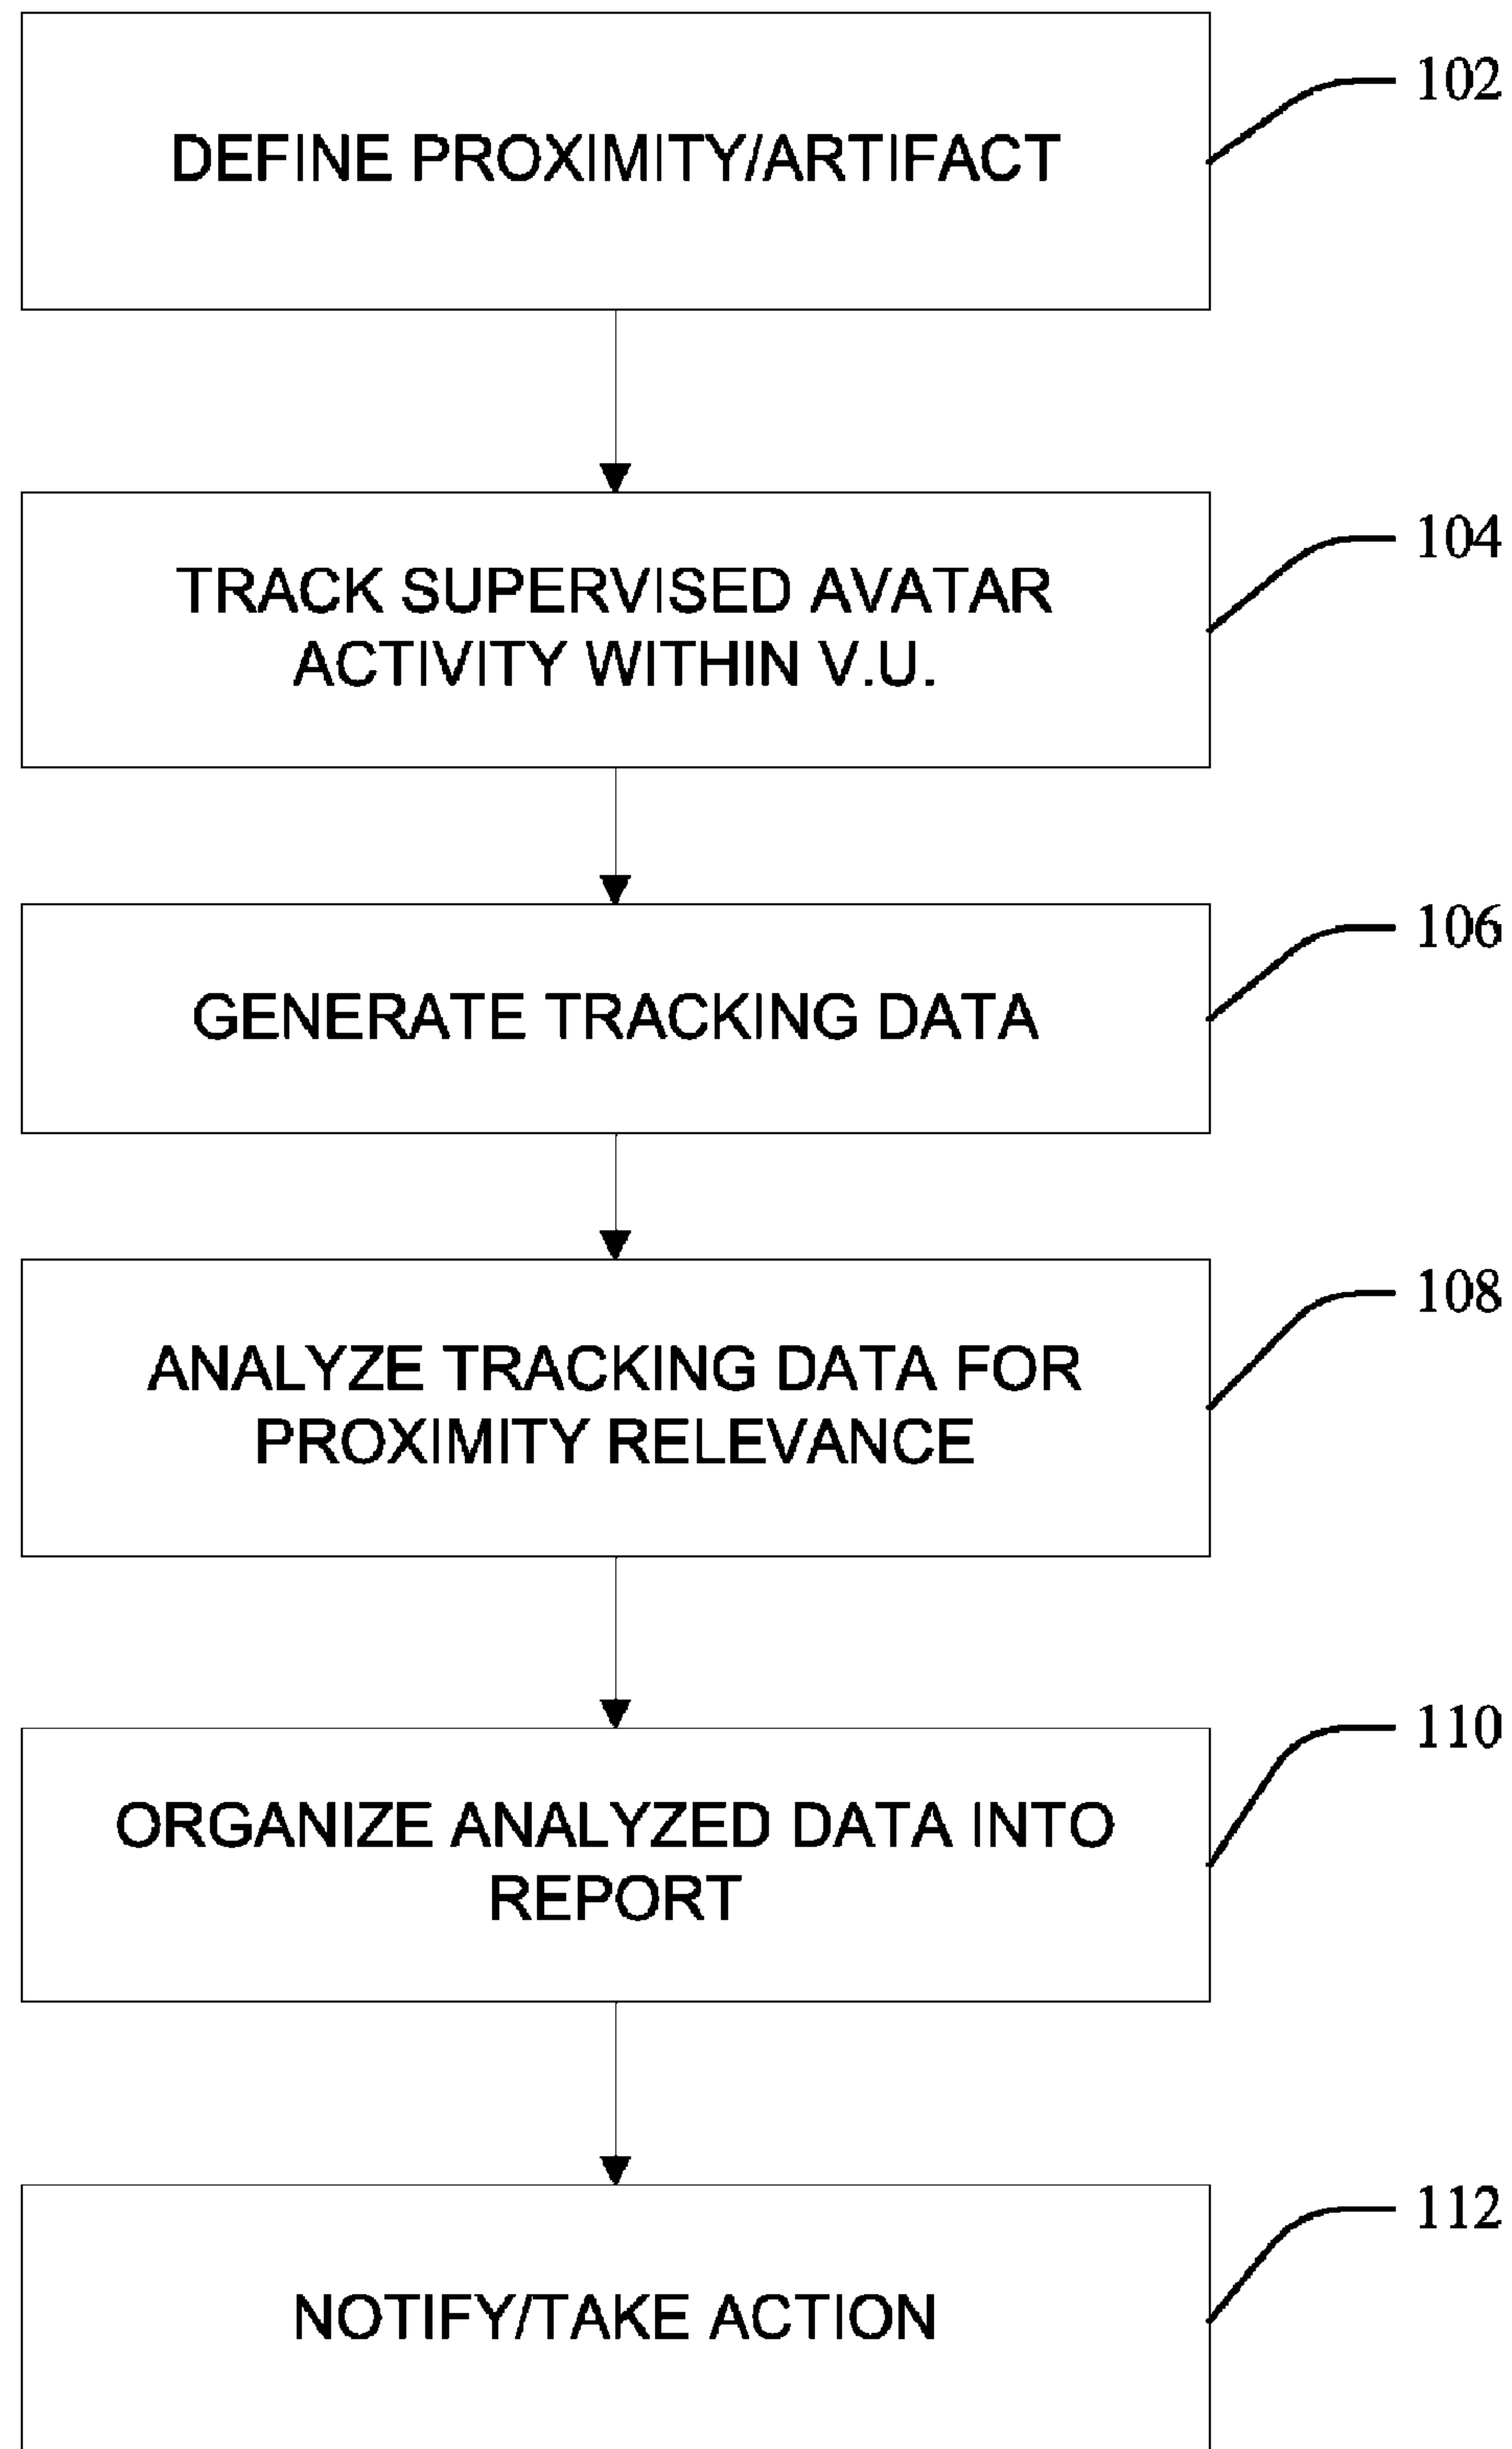 102
DEFINE PROXIMITY/ARTIFACT
104
TRACK SUPERVISED AVATAR
ACTIVITY WITHIN V.U.
106
GENERATE TRACKING DATA
108
ANALYZE TRACKING DATA FOR
PROXIMITY RELEVANCE
110
ORGANIZE ANALYZED DATA INTO
REPORT
112
NOTIFY/TAKE ACTION